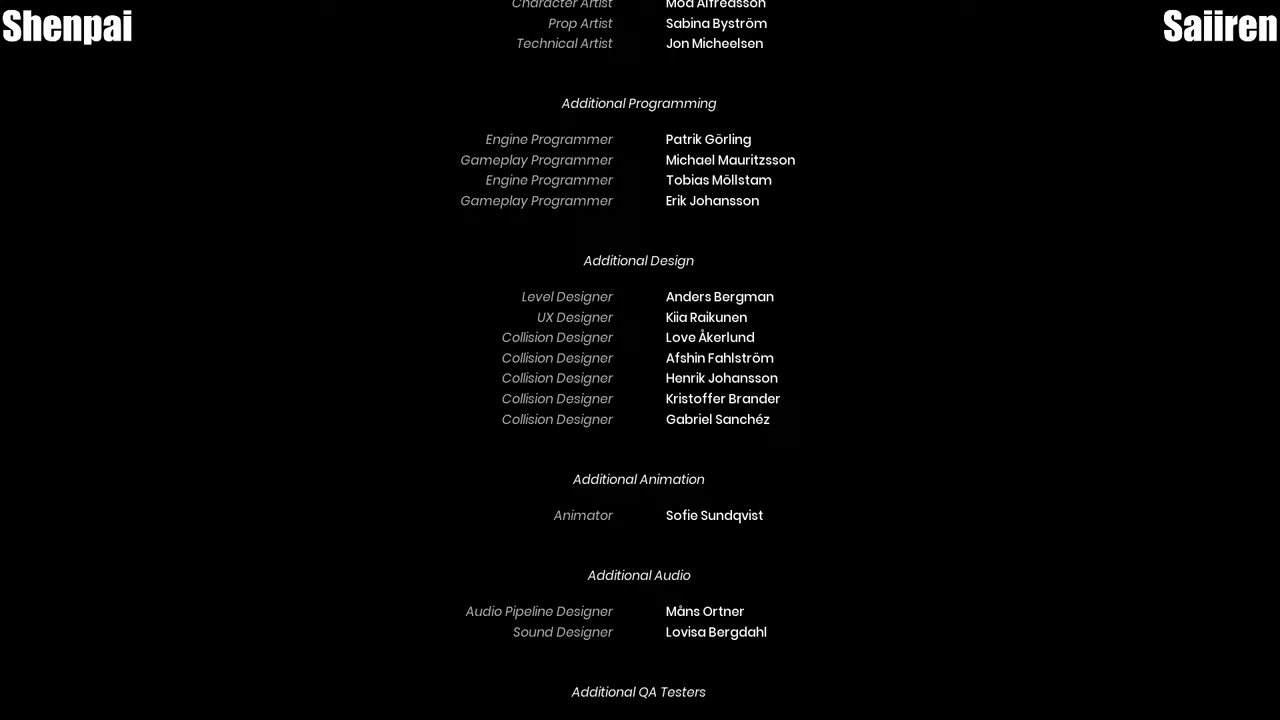 Shenpai
Saiiren
Character Artist Moa Alfredsson
Prop Artist Sabina Byström
Technical Artist Jon Micheelsen
Additional Programming
Engine Programmer Patrik Görling
Gameplay Programmer Michael Mauritzsson
Engine Programmer Tobias Möllstam
Gameplay Programmer Erik Johansson
Additional Design
Level Designer Anders Bergman
UX Designer Kiia Raikunen
Collision Designer Love Åkerlund
Collision Designer Afshin Fahlström
Collision Designer Henrik Johansson
Collision Designer Kristoffer Brander
Collision Designer Gabriel Sanchéz
Additional Animation
Animator Sofie Sundqvist
Additional Audio
Audio Pipeline Designer Måns Ortner
Sound Designer Lovisa Bergdahl
Additional QA Testers